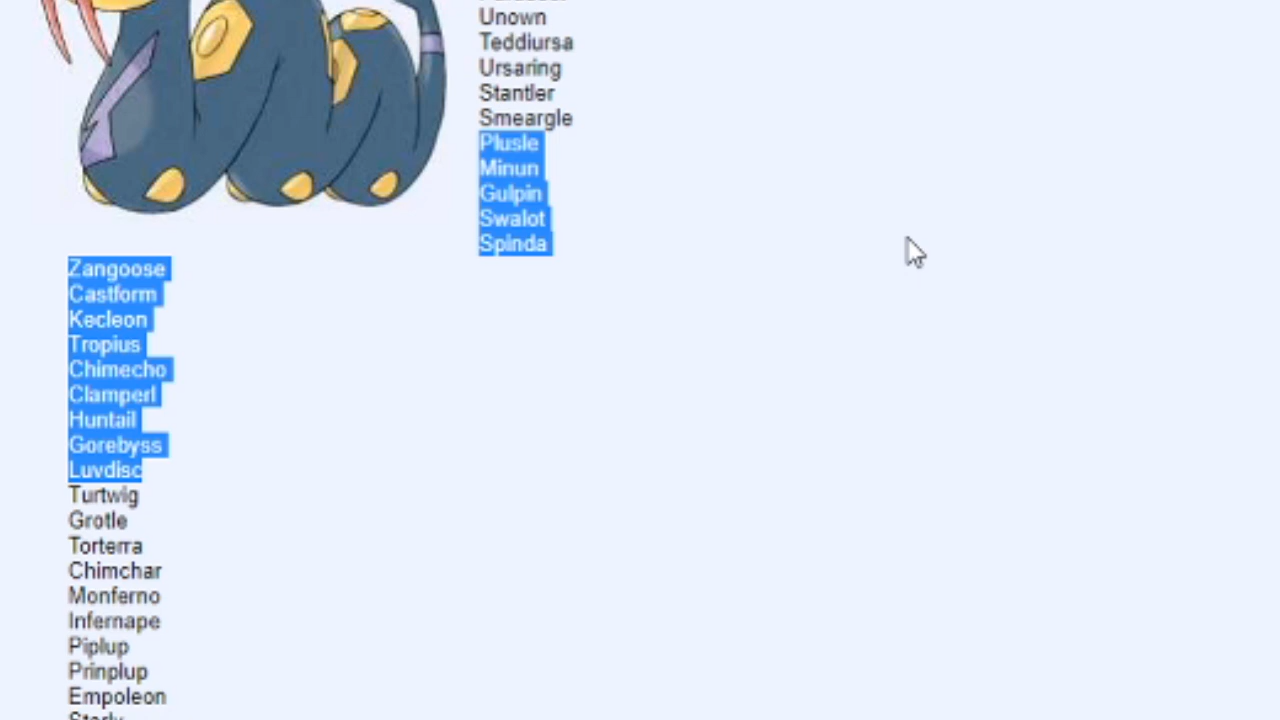 Unown
Teddiursa
Ursaring
Stantler
Smeargle
Plusle
Minun
Gulpin
Swalot
Spinda
Zangoose
Castform
Kecleon
Tropius
Chimecho
Clamperl
Huntail
Gorebyss
Luvdisc
Turtwig
Grotle
Torterra
Chimchar
Monferno
Infernape
Piplup
Prinplup
Empoleon